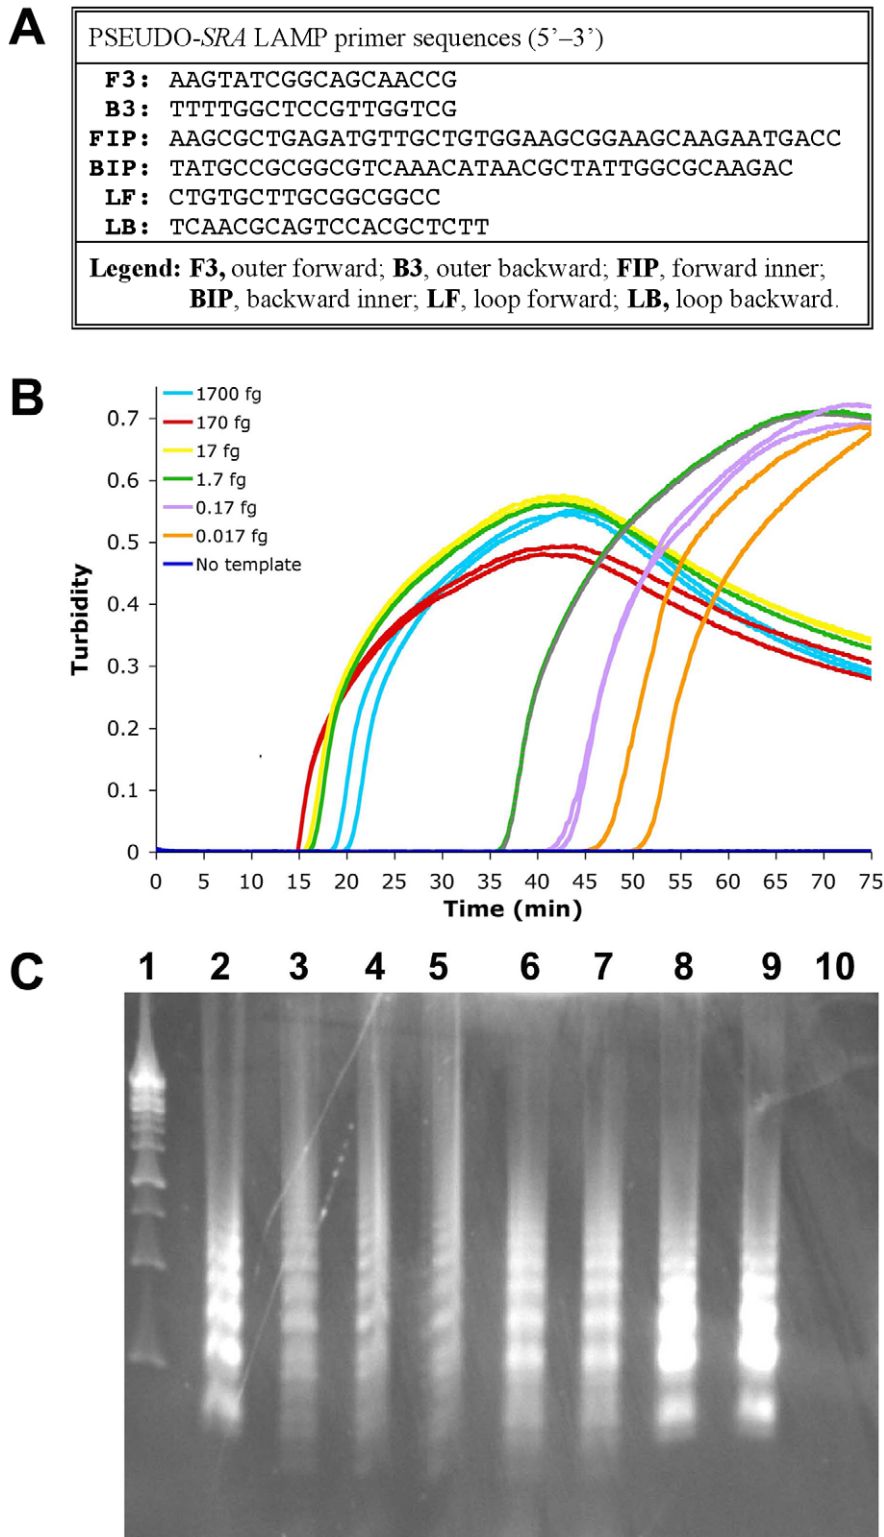 A
PSEUDO-SRA LAMP primer sequences (5’–3’)
F3: AAGTATCGGCAGCAACCG
B3: TTTTGGCTCCGTTGGTCG
FIP: AAGCGCTGAGATGTTGCTGTGGAAGCGGAAGCAAGAATGACC
BIP: TATGCCGCGGCGTCAAACATAACGCTATTGGCGCAAGAC
LF: CTGTGCTTGCGGCGGCC
LB: TCAACGCAGTCCACGCTCTT
Legend: F3, outer forward; B3, outer backward; FIP, forward inner;
BIP, backward inner; LF, loop forward; LB, loop backward.
B
1700 fg
170 fg
17 fg
1.7 fg
0.17 fg
0.017 fg
No template
Turbidity
0.7
0.6
0.5
0.4
0.3
0.2
0.1
0
0 5 10 15 20 25 30 35 40 45 50 55 60 65 70 75
Time (min)
C
1 2 3 4 5 6 7 8 9 10